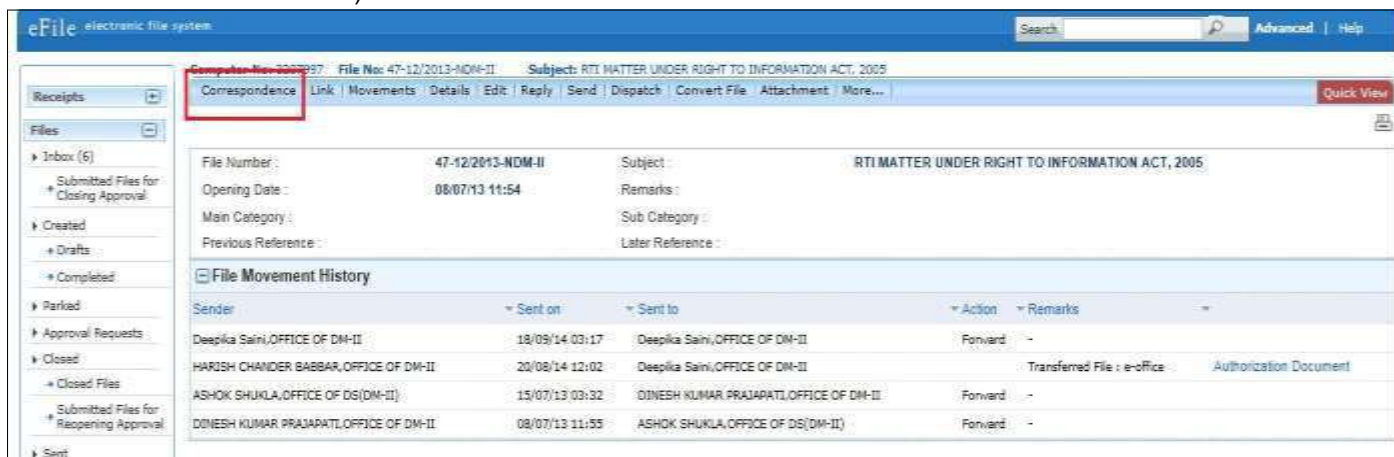 eFile electronic file system Search Advanced | Help
Computer No: 3207997 File No: 47-12/2013-NDM-II Subject: RTI MATTER UNDER RIGHT TO INFORMATION ACT, 2005
Correspondence Link Movements Details Edit Reply Send Dispatch Convert File Attachment More... Quick View
Receipts
Files
Inbox (6)
Submitted Files for
Closing Approval
Created
Drafts
Completed
Parked
Approval Requests
Closed
Closed Files
Submitted Files for
Reopening Approval
Sent
File Number : 47-12/2013-NDM-II Subject : RTI MATTER UNDER RIGHT TO INFORMATION ACT, 2005
Opening Date : 08/07/13 11:54 Remarks :
Main Category : Sub Category :
Previous Reference : Later Reference :
File Movement History
Sender Sent on Sent to Action Remarks
Deepika Saini,OFFICE OF DM-II 18/09/14 03:17 Deepika Saini,OFFICE OF DM-II Forward -
HARISH CHANDER BABBAR,OFFICE OF DM-II 20/08/14 12:02 Deepika Saini,OFFICE OF DM-II Transferred File : e-office Authorization Document
ASHOK SHUKLA,OFFICE OF DS(DM-II) 15/07/13 03:32 DINESH KUMAR PRAJAPATI,OFFICE OF DM-II Forward -
DINESH KUMAR PRAJAPATI,OFFICE OF DM-II 08/07/13 11:55 ASHOK SHUKLA,OFFICE OF DS(DM-II) Forward -